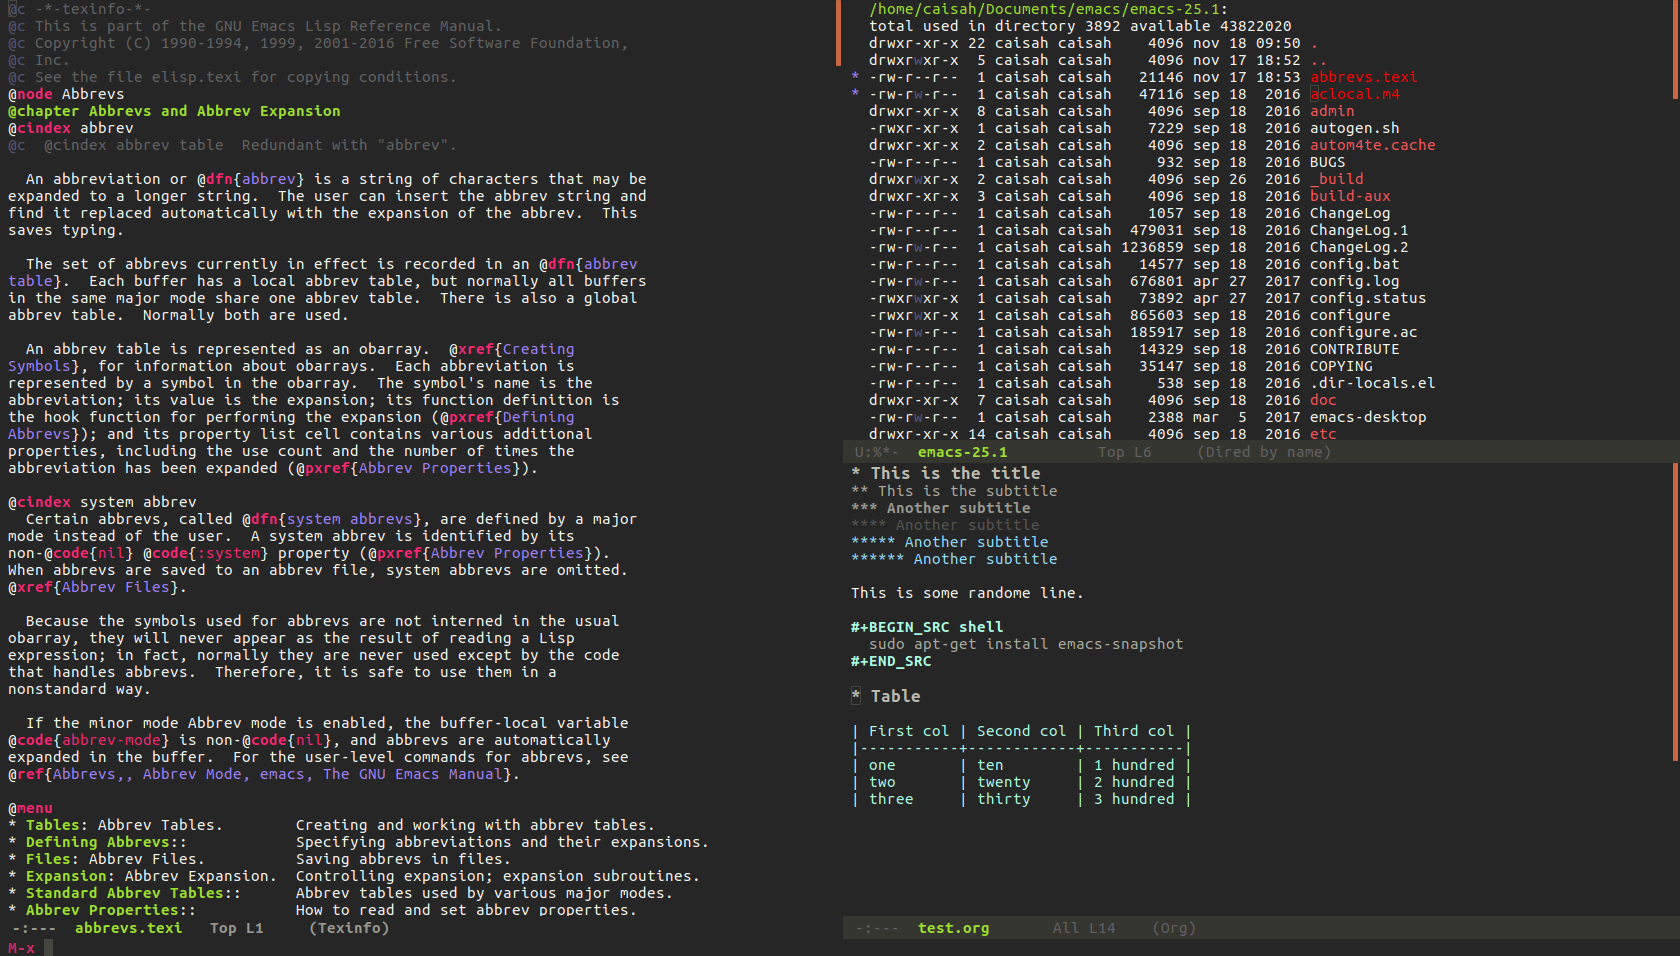 @c -*-texinfo-*-
@c This is part of the GNU Emacs Lisp Reference Manual.
@c Copyright (C) 1990-1994, 1999, 2001-2016 Free Software Foundation,
@c Inc.
@c See the file elisp.texi for copying conditions.
@node Abbrevs
@chapter Abbrevs and Abbrev Expansion
@cindex abbrev
@c  @cindex abbrev table  Redundant with "abbrev".

  An abbreviation or @dfn{abbrev} is a string of characters that may be
expanded to a longer string.  The user can insert the abbrev string and
find it replaced automatically with the expansion of the abbrev.  This
saves typing.

  The set of abbrevs currently in effect is recorded in an @dfn{abbrev
table}.  Each buffer has a local abbrev table, but normally all buffers
in the same major mode share one abbrev table.  There is also a global
abbrev table.  Normally both are used.

  An abbrev table is represented as an obarray.  @xref{Creating
Symbols}, for information about obarrays.  Each abbreviation is
represented by a symbol in the obarray.  The symbol's name is the
abbreviation; its value is the expansion; its function definition is
the hook function for performing the expansion (@pxref{Defining
Abbrevs}); and its property list cell contains various additional
properties, including the use count and the number of times the
abbreviation has been expanded (@pxref{Abbrev Properties}).

@cindex system abbrev
  Certain abbrevs, called @dfn{system abbrevs}, are defined by a major
mode instead of the user.  A system abbrev is identified by its
non-@code{nil} @code{:system} property (@pxref{Abbrev Properties}).
When abbrevs are saved to an abbrev file, system abbrevs are omitted.
@xref{Abbrev Files}.

  Because the symbols used for abbrevs are not interned in the usual
obarray, they will never appear as the result of reading a Lisp
expression; in fact, normally they are never used except by the code
that handles abbrevs.  Therefore, it is safe to use them in a
nonstandard way.

  If the minor mode Abbrev mode is enabled, the buffer-local variable
@code{abbrev-mode} is non-@code{nil}, and abbrevs are automatically
expanded in the buffer.  For the user-level commands for abbrevs, see
@ref{Abbrevs,, Abbrev Mode, emacs, The GNU Emacs Manual}.

@menu
* Tables: Abbrev Tables.        Creating and working with abbrev tables.
* Defining Abbrevs::            Specifying abbreviations and their expansions.
* Files: Abbrev Files.          Saving abbrevs in files.
* Expansion: Abbrev Expansion.  Controlling expansion; expansion subroutines.
* Standard Abbrev Tables::      Abbrev tables used by various major modes.
* Abbrev Properties::           How to read and set abbrev properties.
-:---  abbrevs.texi   Top L1     (Texinfo)
M-x
  /home/caisah/Documents/emacs/emacs-25.1:
  total used in directory 3892 available 43822020
  drwxr-xr-x 22 caisah caisah    4096 nov 18 09:50 .
  drwxrwxr-x  5 caisah caisah    4096 nov 17 18:52 ..
* -rw-r--r--  1 caisah caisah   21146 nov 17 18:53 abbrevs.texi
* -rw-rw-r--  1 caisah caisah   47116 sep 18  2016 aclocal.m4
  drwxr-xr-x  8 caisah caisah    4096 sep 18  2016 admin
  -rwxr-xr-x  1 caisah caisah    7229 sep 18  2016 autogen.sh
  drwxr-xr-x  2 caisah caisah    4096 sep 18  2016 autom4te.cache
  -rw-r--r--  1 caisah caisah     932 sep 18  2016 BUGS
  drwxrwxr-x  2 caisah caisah    4096 sep 26  2016 _build
  drwxr-xr-x  3 caisah caisah    4096 sep 18  2016 build-aux
  -rw-r--r--  1 caisah caisah    1057 sep 18  2016 ChangeLog
  -rw-r--r--  1 caisah caisah  479031 sep 18  2016 ChangeLog.1
  -rw-rw-r--  1 caisah caisah 1236859 sep 18  2016 ChangeLog.2
  -rw-r--r--  1 caisah caisah   14577 sep 18  2016 config.bat
  -rw-rw-r--  1 caisah caisah  676801 apr 27  2017 config.log
  -rwxrwxr-x  1 caisah caisah   73892 apr 27  2017 config.status
  -rwxrwxr-x  1 caisah caisah  865603 sep 18  2016 configure
  -rw-rw-r--  1 caisah caisah  185917 sep 18  2016 configure.ac
  -rw-r--r--  1 caisah caisah   14329 sep 18  2016 CONTRIBUTE
  -rw-r--r--  1 caisah caisah   35147 sep 18  2016 COPYING
  -rw-r--r--  1 caisah caisah     538 sep 18  2016 .dir-locals.el
  drwxr-xr-x  7 caisah caisah    4096 sep 18  2016 doc
  -rw-rw-r--  1 caisah caisah    2388 mar  5  2017 emacs-desktop
  drwxr-xr-x 14 caisah caisah    4096 sep 18  2016 etc
U:%*-  emacs-25.1          Top L6     (Dired by name)
* This is the title
** This is the subtitle
*** Another subtitle
**** Another subtitle
***** Another subtitle
****** Another subtitle

This is some randome line.

#+BEGIN_SRC shell
  sudo apt-get install emacs-snapshot
#+END_SRC

* Table

| First col | Second col | Third col |
|-----------+------------+-----------|
| one       | ten        | 1 hundred |
| two       | twenty     | 2 hundred |
| three     | thirty     | 3 hundred |
-:---  test.org       All L14    (Org)